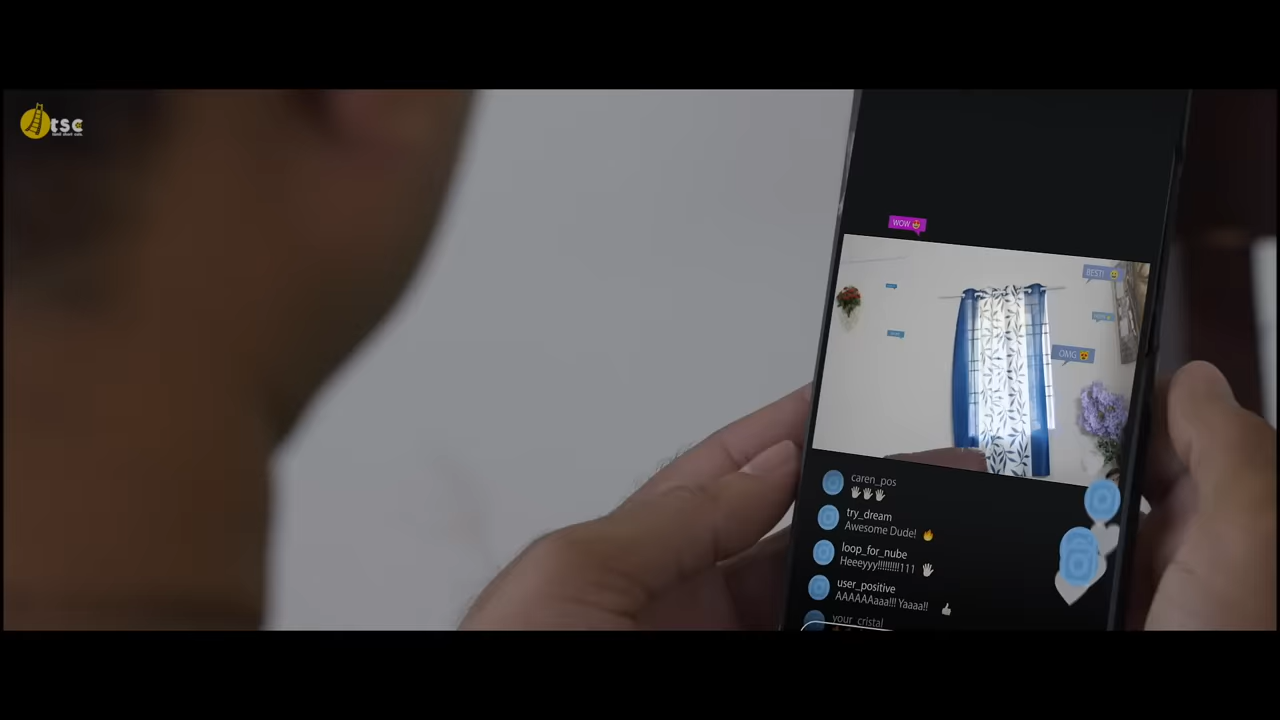 tsc
WOW
BEST!
OMG
caren_pos
try_dream
Awesome Dude!
loop_for_nube
Heeeyyy!!!!!!!!!111
user_positive
AAAAAAaaa!!! Yaaaa!!
your_cristal